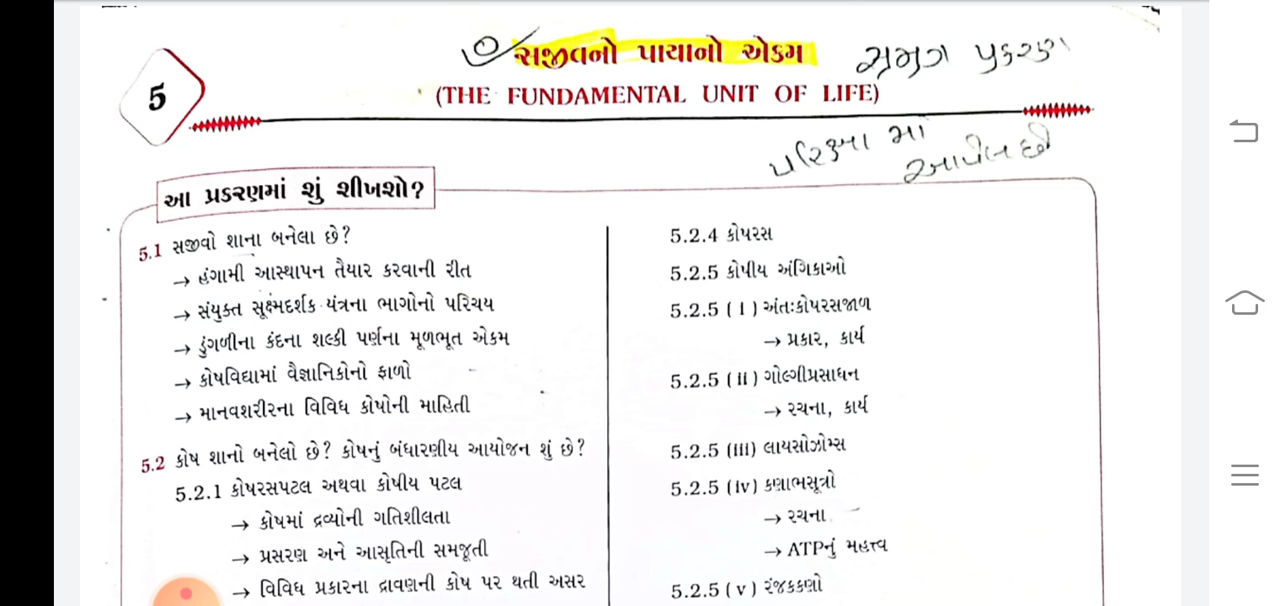 સજીવનો પાયાનો એકમ સમગ્ર પ્રકરણ
(THE FUNDAMENTAL UNIT OF LIFE)
5
પરિક્ષા માં
આપેલ છે
આ પ્રકરણમાં શું શીખશો?
5.1 સજીવો શાના બનેલા છે?
→ હંગામી આસ્થાપન તૈયાર કરવાની રીત
→ સંયુક્ત સૂક્ષ્મદર્શક યંત્રના ભાગોનો પરિચય
→ ડુંગળીના કંદના શલ્કી પર્ણના મૂળભૂત એકમ
→ કોષવિદ્યામાં વૈજ્ઞાનિકોનો ફાળો
→ માનવશરીરના વિવિધ કોષોની માહિતી
5.2 કોષ શાનો બનેલો છે? કોષનું બંધારણીય આયોજન શું છે?
5.2.1 કોષરસપટલ અથવા કોષીય પટલ
→ કોષમાં દ્રવ્યોની ગતિશીલતા
→ પ્રસરણ અને આસૃતિની સમજૂતી
→ વિવિધ પ્રકારના દ્રાવણની કોષ પર થતી અસર
5.2.4 કોષરસ
5.2.5 કોષીય અંગિકાઓ
5.2.5 ( I ) અંતઃકોષરસજાળ
→ પ્રકાર, કાર્ય
5.2.5 ( ii ) ગોલ્ગીપ્રસાધન
→ રચના, કાર્ય
5.2.5 (iii) લાયસોઝોમ્સ
5.2.5 (iv) કણાભસૂત્રો
→ રચના
→ ATPનું મહત્ત્વ
5.2.5 ( v ) રંજકકણો